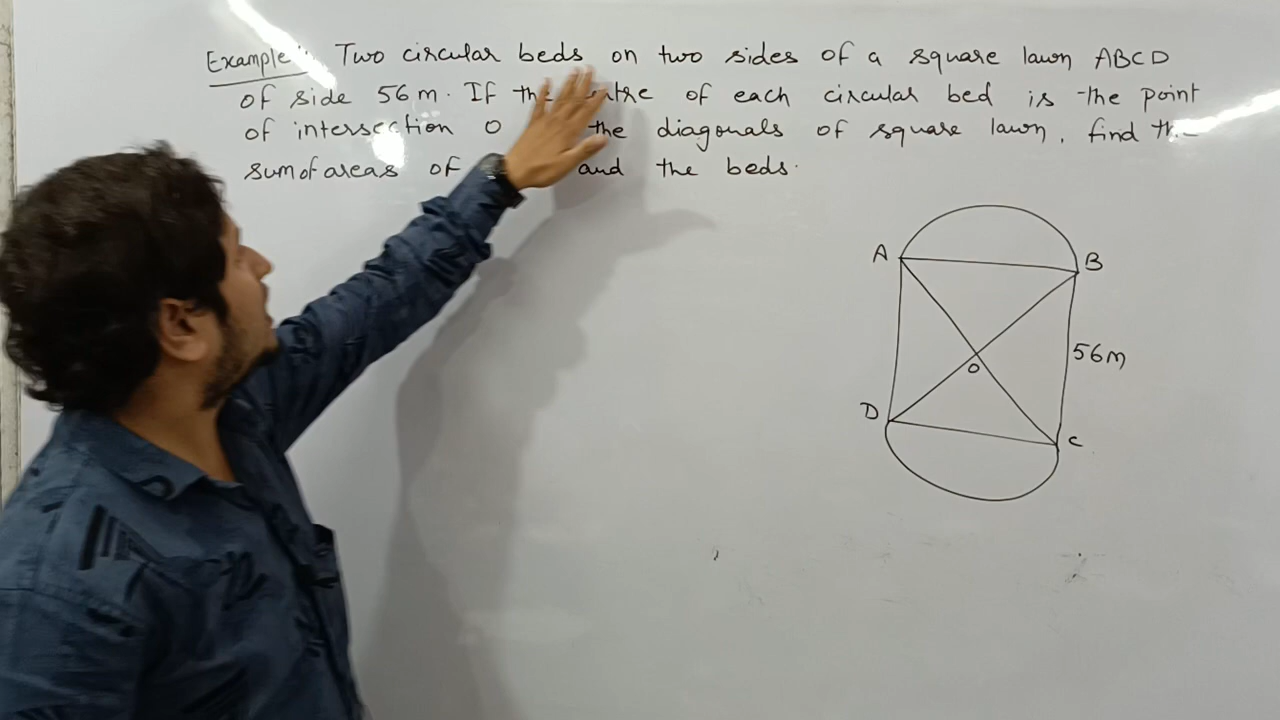 Example:- Two circular beds on two sides of a square lawn ABCD
of side 56m. If the of each circular bed is the point
of intersection O the diagonals of square lawn, find the
sum of areas of and the beds.
A
B
56m
O
D
C